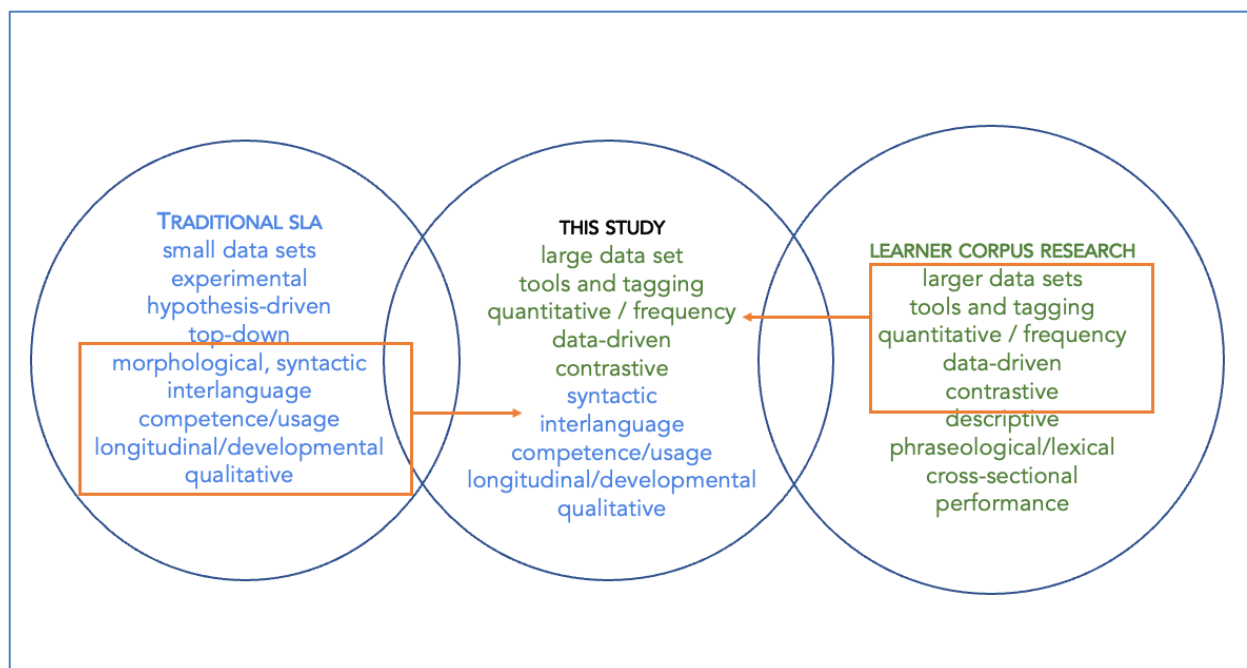 TRADITIONAL SLA
small data sets
experimental
hypothesis-driven
top-down
morphological, syntactic
interlanguage
competence/usage
longitudinal/developmental
qualitative
THIS STUDY
large data set
tools and tagging
quantitative / frequency
data-driven
contrastive
syntactic
interlanguage
competence/usage
longitudinal/developmental
qualitative
LEARNER CORPUS RESEARCH
larger data sets
tools and tagging
quantitative / frequency
data-driven
contrastive
descriptive
phraseological/lexical
cross-sectional
performance